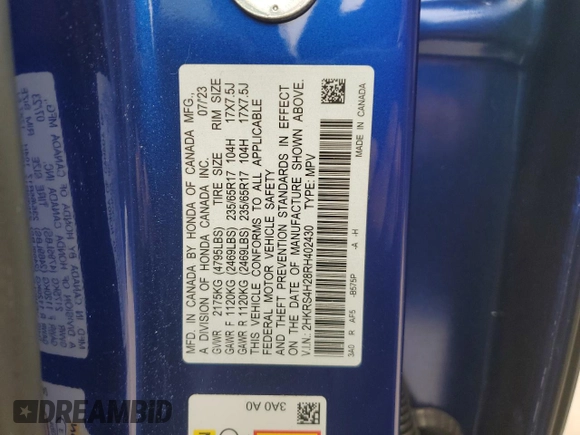 MFD. IN CANADA BY HONDA OF CANADA MFG.,
A DIVISION OF HONDA CANADA INC. 07/'23
GVWR 2175KG (4795LBS) TIRE SIZE RIM SIZE
GAWR F 1120KG (2469LBS) 235/65R17 104H 17X7.5J
GAWR R 1120KG (2469LBS) 235/65R17 104H 17X7.5J
THIS VEHICLE CONFORMS TO ALL APPLICABLE
FEDERAL MOTOR VEHICLE SAFETY
AND THEFT PREVENTION STANDARDS IN EFFECT
ON THE DATE OF MANUFACTURE SHOWN ABOVE.
V.I.N.: 2HKRS4H28RH402430 TYPE: MPV
3A0 R AF5 -B575P -A -H MADE IN CANADA
3A0 A0
DREAMBID